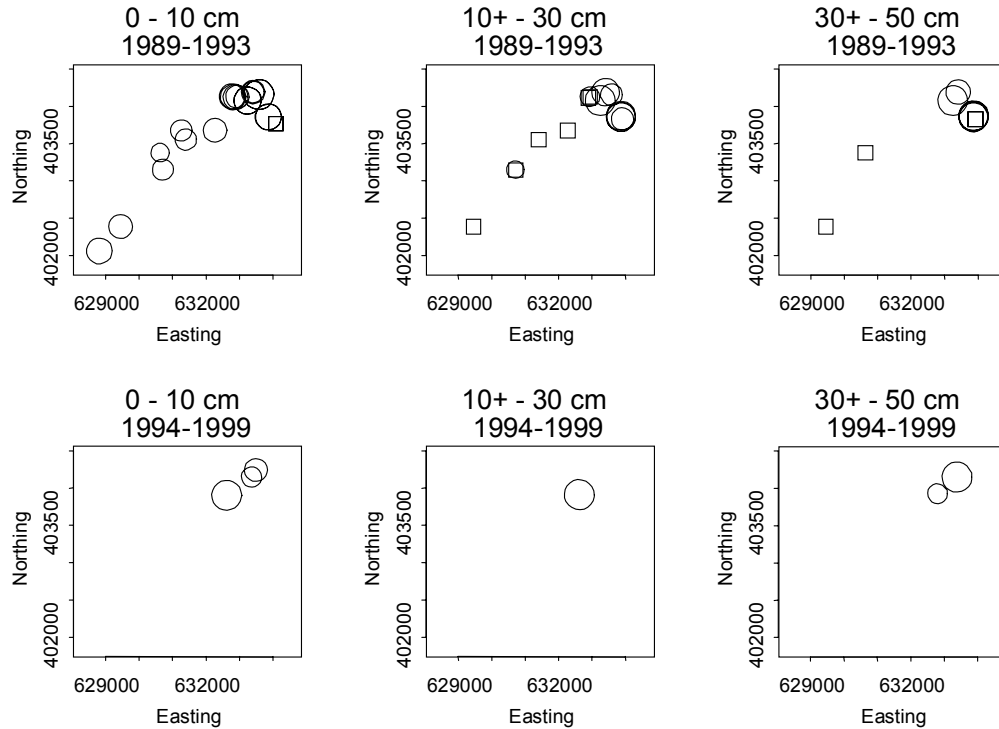 0 - 10 cm
1989-1993
10+ - 30 cm
1989-1993
30+ - 50 cm
1989-1993
Northing
403500
402000
629000
632000
Easting
Northing
403500
402000
629000
632000
Easting
Northing
403500
402000
629000
632000
Easting
0 - 10 cm
1994-1999
10+ - 30 cm
1994-1999
30+ - 50 cm
1994-1999
Northing
403500
402000
629000
632000
Easting
Northing
403500
402000
629000
632000
Easting
Northing
403500
402000
629000
632000
Easting